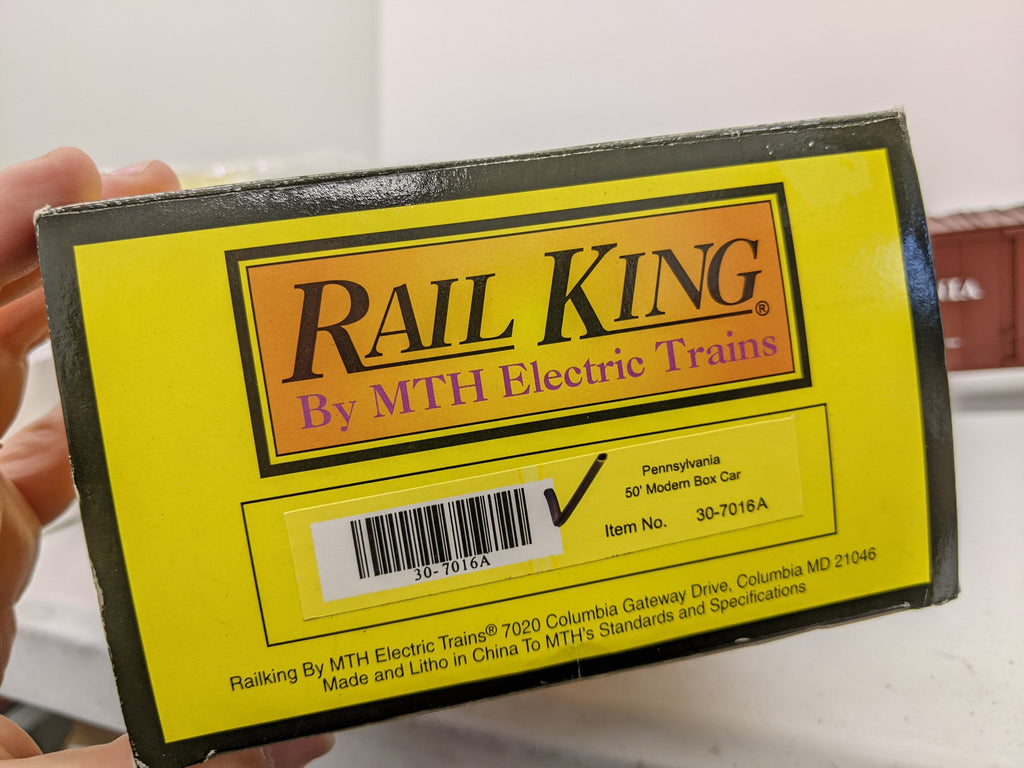 RAIL KING®
By MTH Electric Trains
30-7016A
Pennsylvania
50' Modern Box Car
Item No. 30-7016A
Railking By MTH Electric Trains® 7020 Columbia Gateway Drive, Columbia MD 21046
Made and Litho in China To MTH's Standards and Specifications